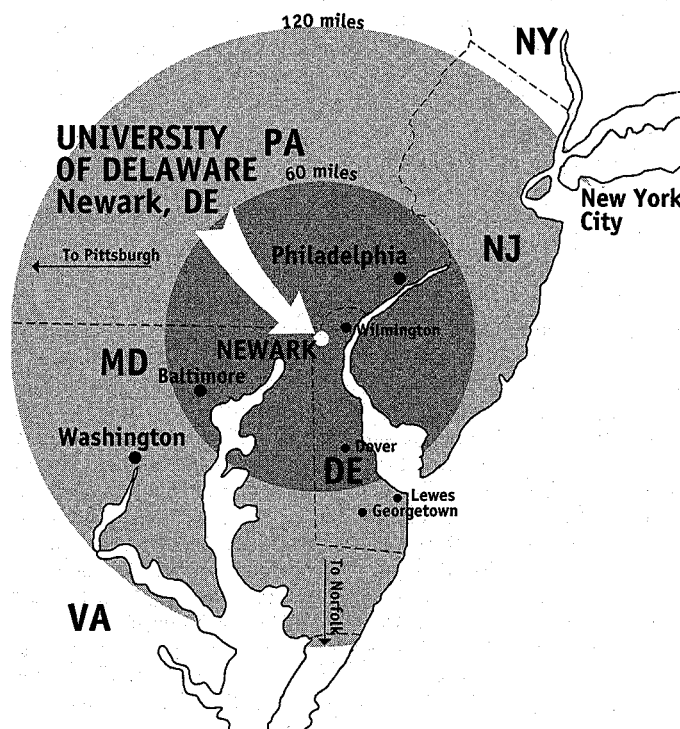 120 miles
NY
UNIVERSITY
OF DELAWARE
Newark, DE
PA
60 miles
New York
City
To Pittsburgh
Philadelphia
NJ
Wilmington
NEWARK
MD
Baltimore
Washington
Dover
DE
Lewes
Georgetown
To Norfolk
VA